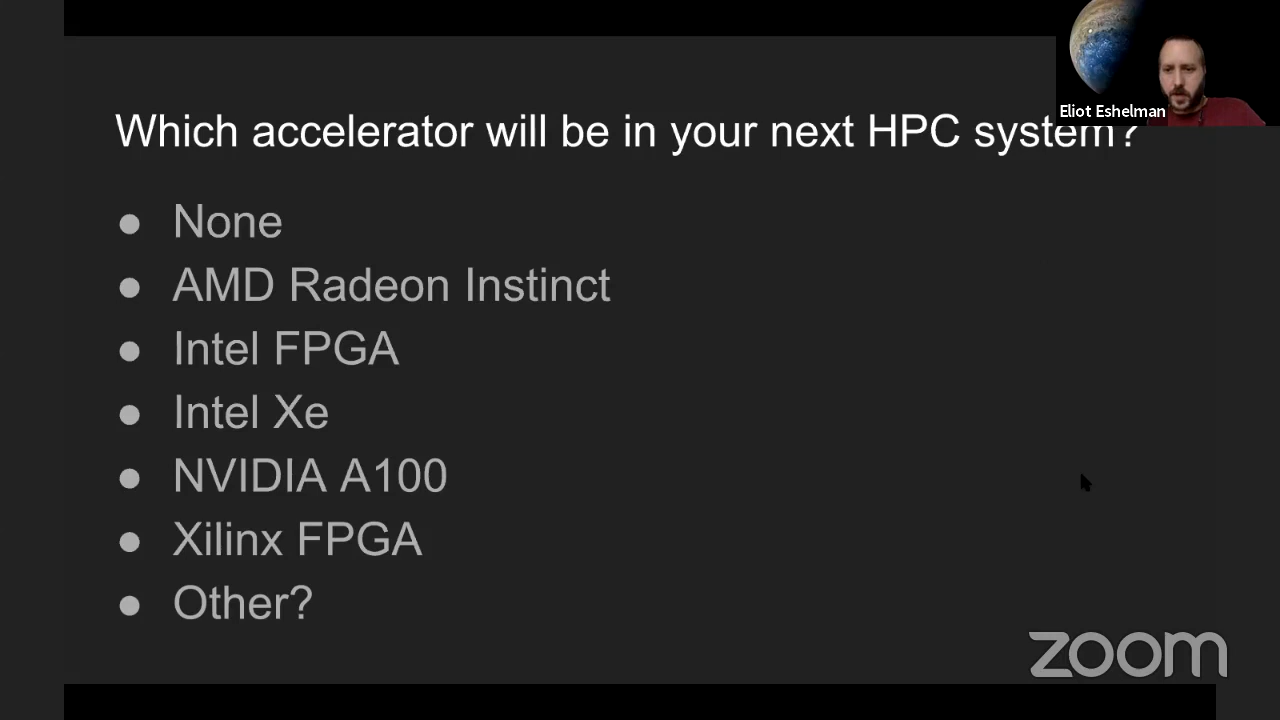 Eliot Eshelman
Which accelerator will be in your next HPC system?
● None
● AMD Radeon Instinct
● Intel FPGA
● Intel Xe
● NVIDIA A100
● Xilinx FPGA
● Other?
zoom